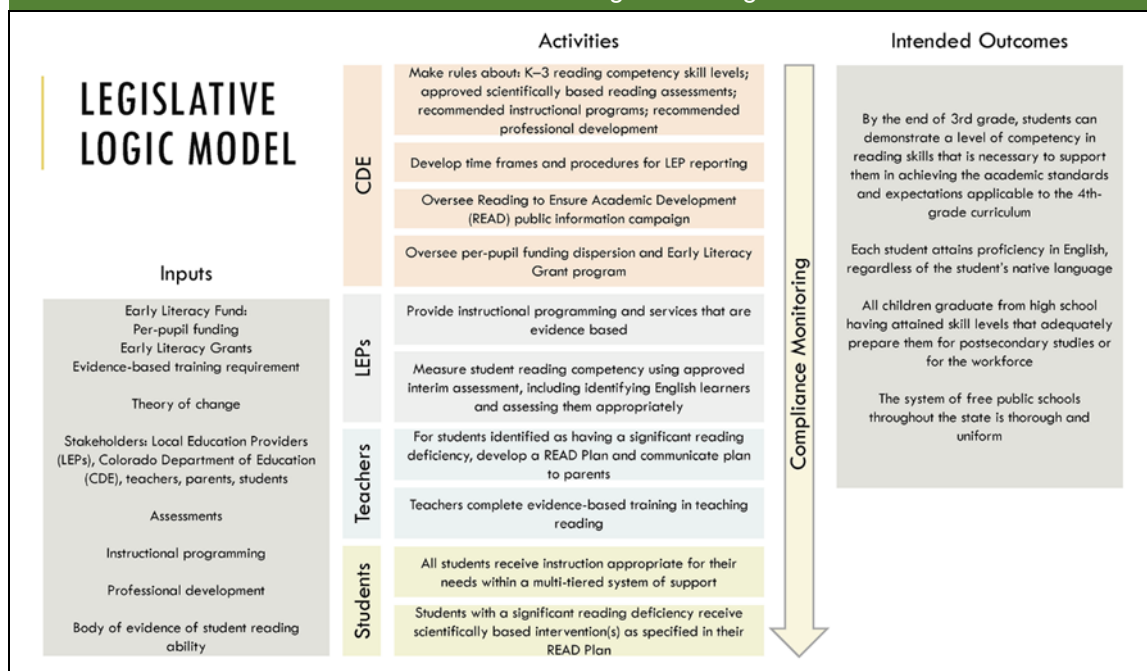 Activities
Intended Outcomes
LEGISLATIVE
LOGIC MODEL
Inputs
Early Literacy Fund:
Per-pupil funding
Early Literacy Grants
Evidence-based training requirement
Theory of change
Stakeholders: Local Education Providers
(LEPs), Colorado Department of Education
(CDE), teachers, parents, students
Assessments
Instructional programming
Professional development
Body of evidence of student reading
ability
CDE
Make rules about: K–3 reading competency skill levels;
approved scientifically based reading assessments;
recommended instructional programs; recommended
professional development
Develop time frames and procedures for LEP reporting
Oversee Reading to Ensure Academic Development
(READ) public information campaign
Oversee per-pupil funding dispersion and Early Literacy
Grant program
LEPs
Provide instructional programming and services that are
evidence based
Measure student reading competency using approved
interim assessment, including identifying English learners
and assessing them appropriately
Teachers
For students identified as having a significant reading
deficiency, develop a READ Plan and communicate plan
to parents
Teachers complete evidence-based training in teaching
reading
Students
All students receive instruction appropriate for their
needs within a multi-tiered system of support
Students with a significant reading deficiency receive
scientifically based intervention(s) as specified in their
READ Plan
Compliance Monitoring
By the end of 3rd grade, students can
demonstrate a level of competency in
reading skills that is necessary to support
them in achieving the academic standards
and expectations applicable to the 4th-
grade curriculum
Each student attains proficiency in English,
regardless of the student's native language
All children graduate from high school
having attained skill levels that adequately
prepare them for postsecondary studies or
for the workforce
The system of free public schools
throughout the state is thorough and
uniform